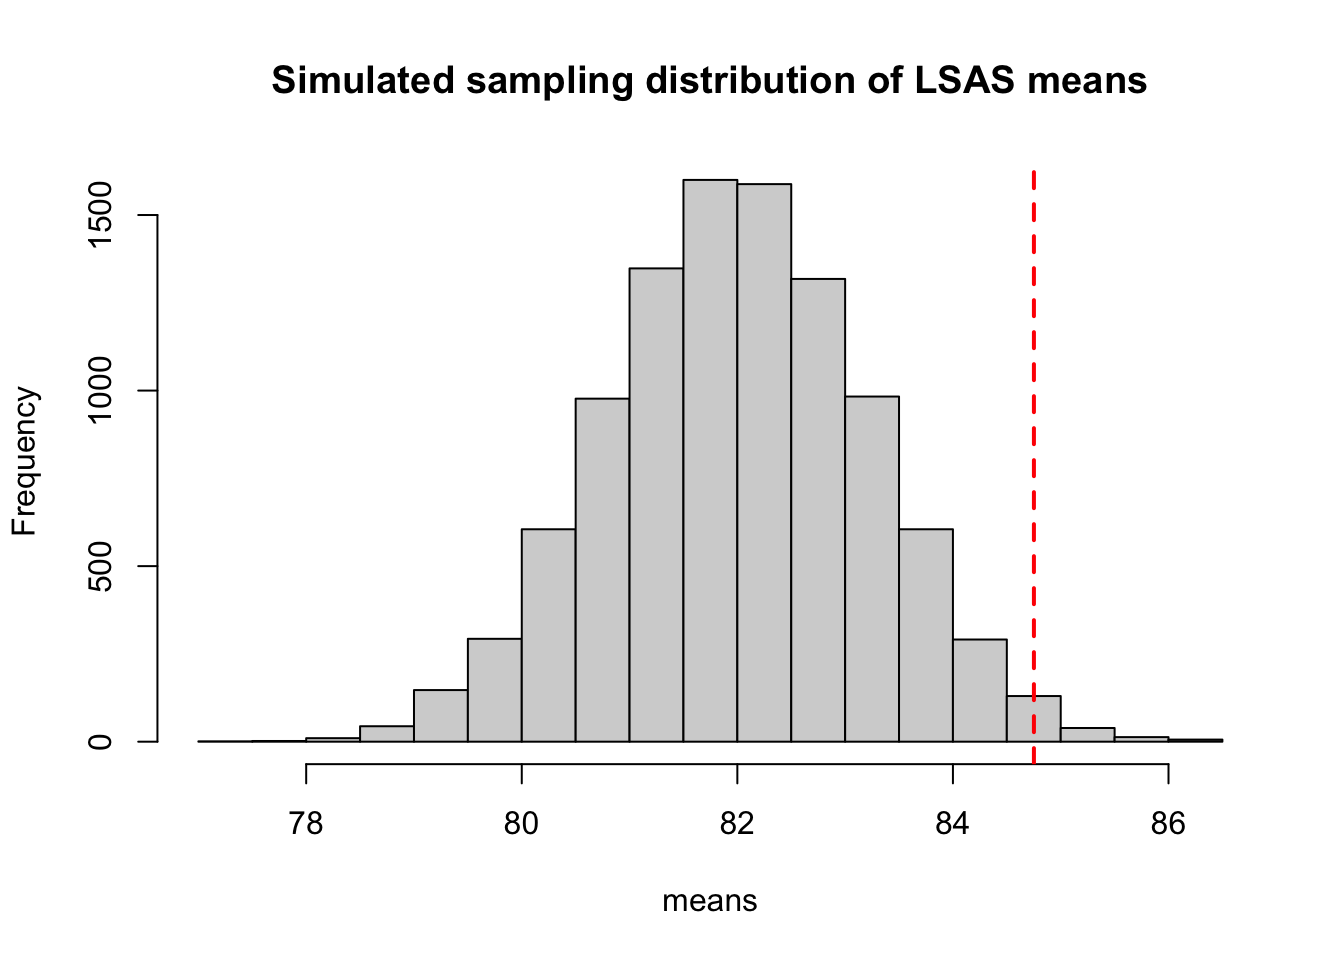 Simulated sampling distribution of LSAS means
1500
1000
500
0
Frequency
78 80 82 84 86
means